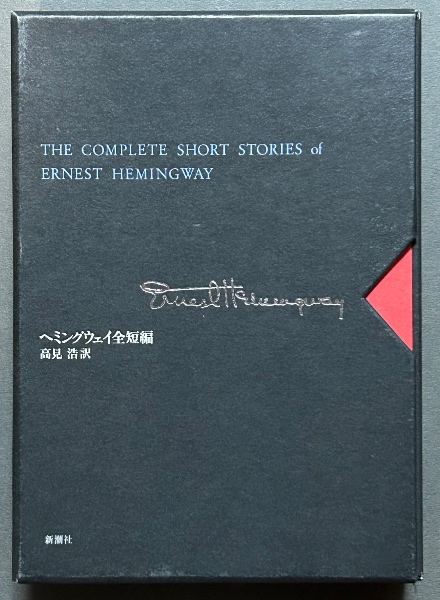 THE COMPLETE SHORT STORIES of
ERNEST HEMINGWAY
Ernest Hemingway
ヘミングウェイ全短編
高見 浩 訳
新潮社